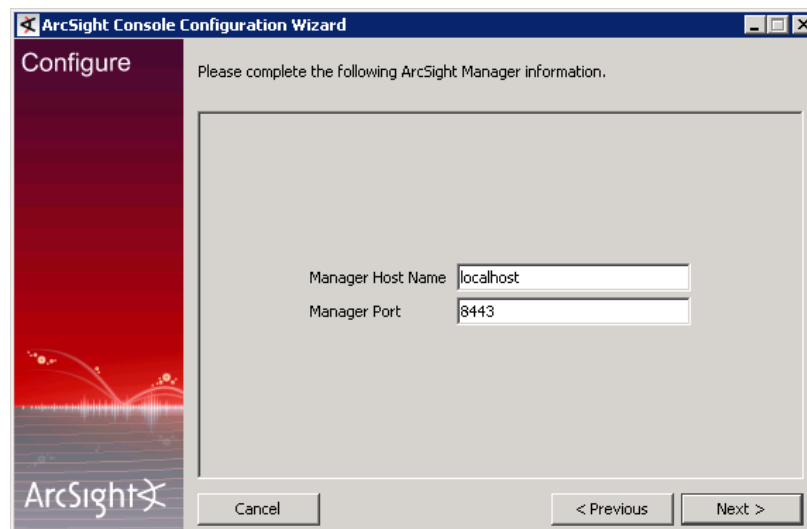 ArcSight Console Configuration Wizard
Configure
Please complete the following ArcSight Manager information.
Manager Host Name localhost
Manager Port 8443
ArcSight
Cancel < Previous Next >